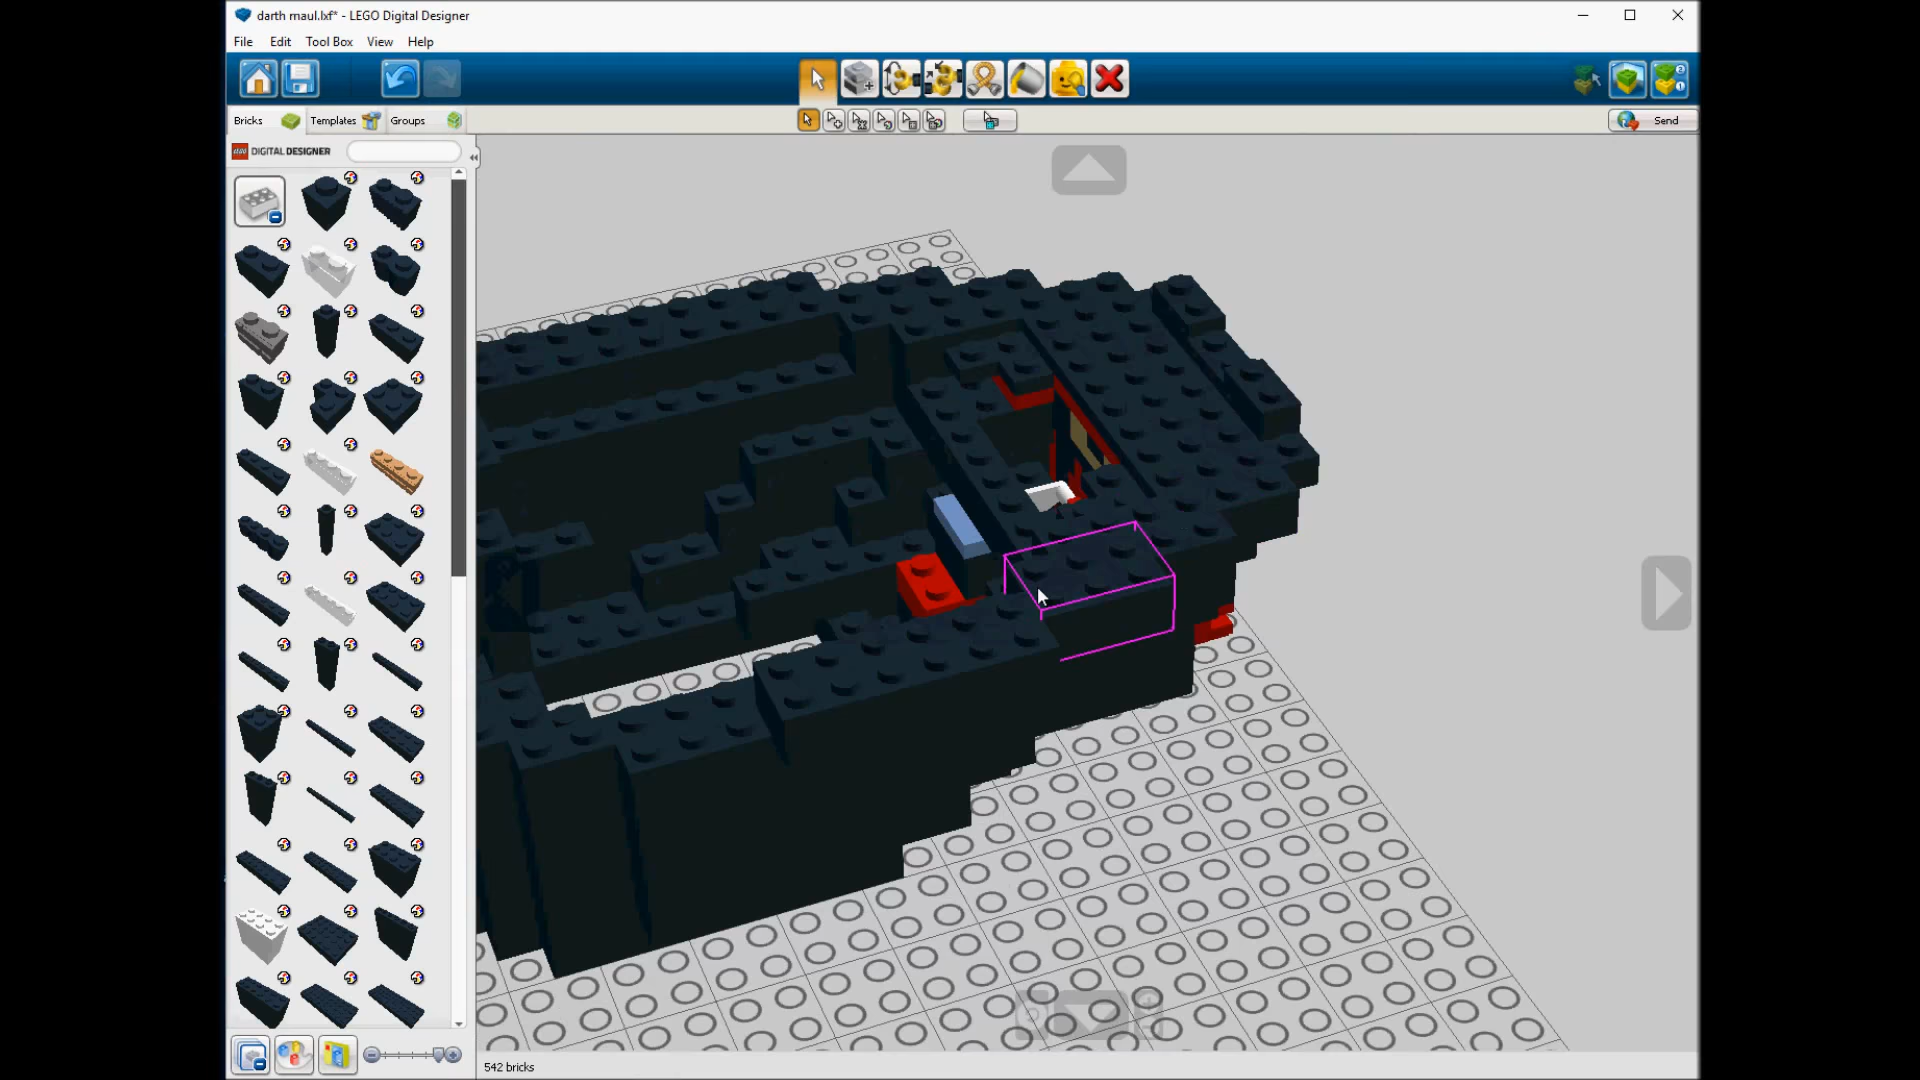 darth maul.lxf* - LEGO Digital Designer
File Edit Tool Box View Help
Bricks Templates Groups Send
LEGO DIGITAL DESIGNER
542 bricks